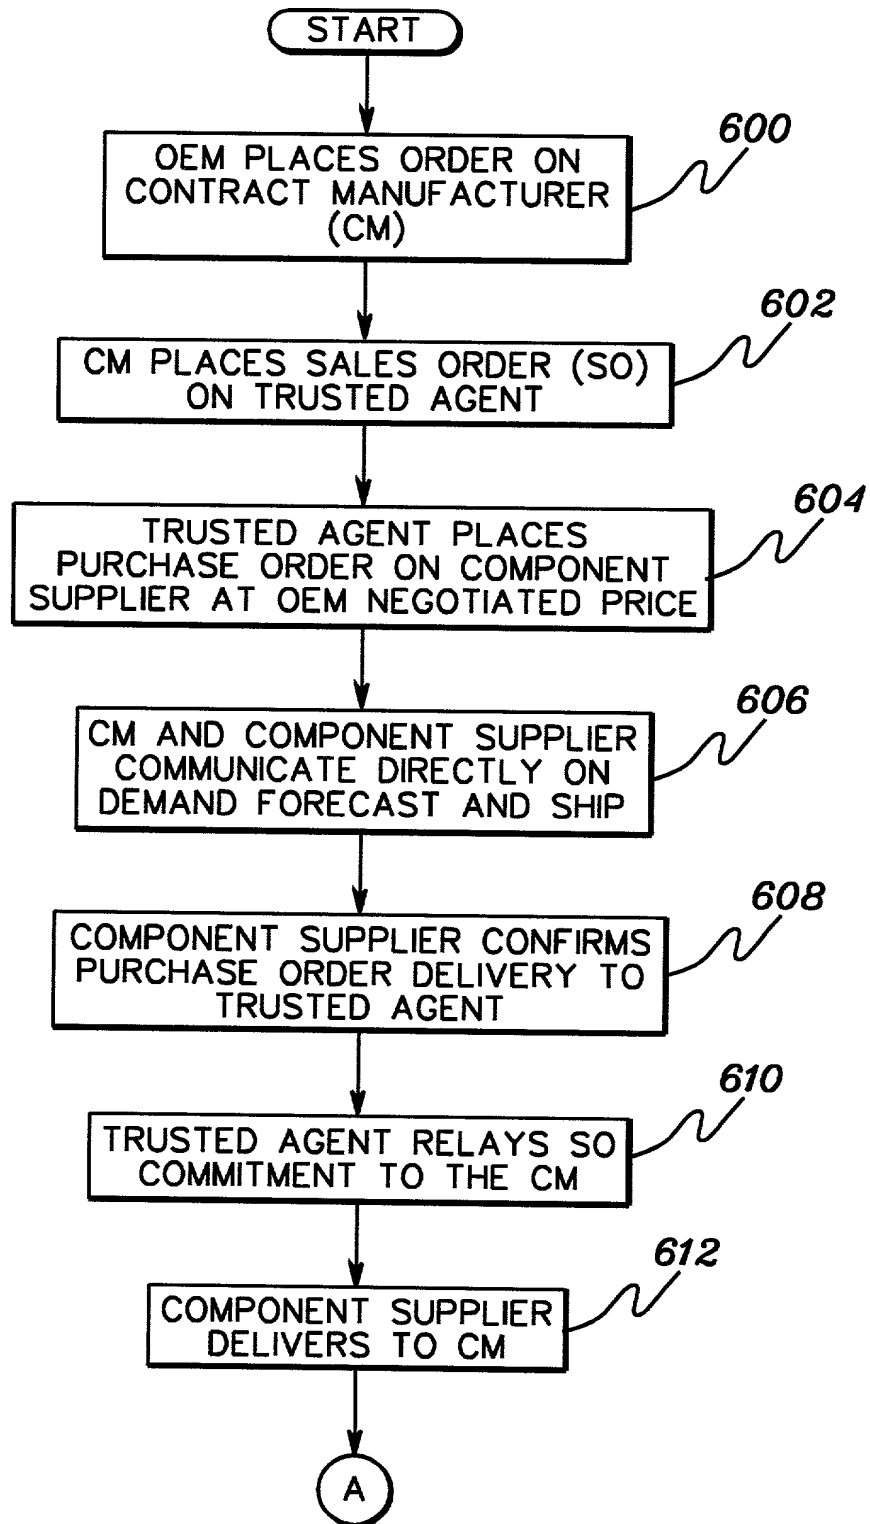 START
600
OEM PLACES ORDER ON
CONTRACT MANUFACTURER
(CM)
602
CM PLACES SALES ORDER (SO)
ON TRUSTED AGENT
604
TRUSTED AGENT PLACES
PURCHASE ORDER ON COMPONENT
SUPPLIER AT OEM NEGOTIATED PRICE
606
CM AND COMPONENT SUPPLIER
COMMUNICATE DIRECTLY ON
DEMAND FORECAST AND SHIP
608
COMPONENT SUPPLIER CONFIRMS
PURCHASE ORDER DELIVERY TO
TRUSTED AGENT
610
TRUSTED AGENT RELAYS SO
COMMITMENT TO THE CM
612
COMPONENT SUPPLIER
DELIVERS TO CM
A